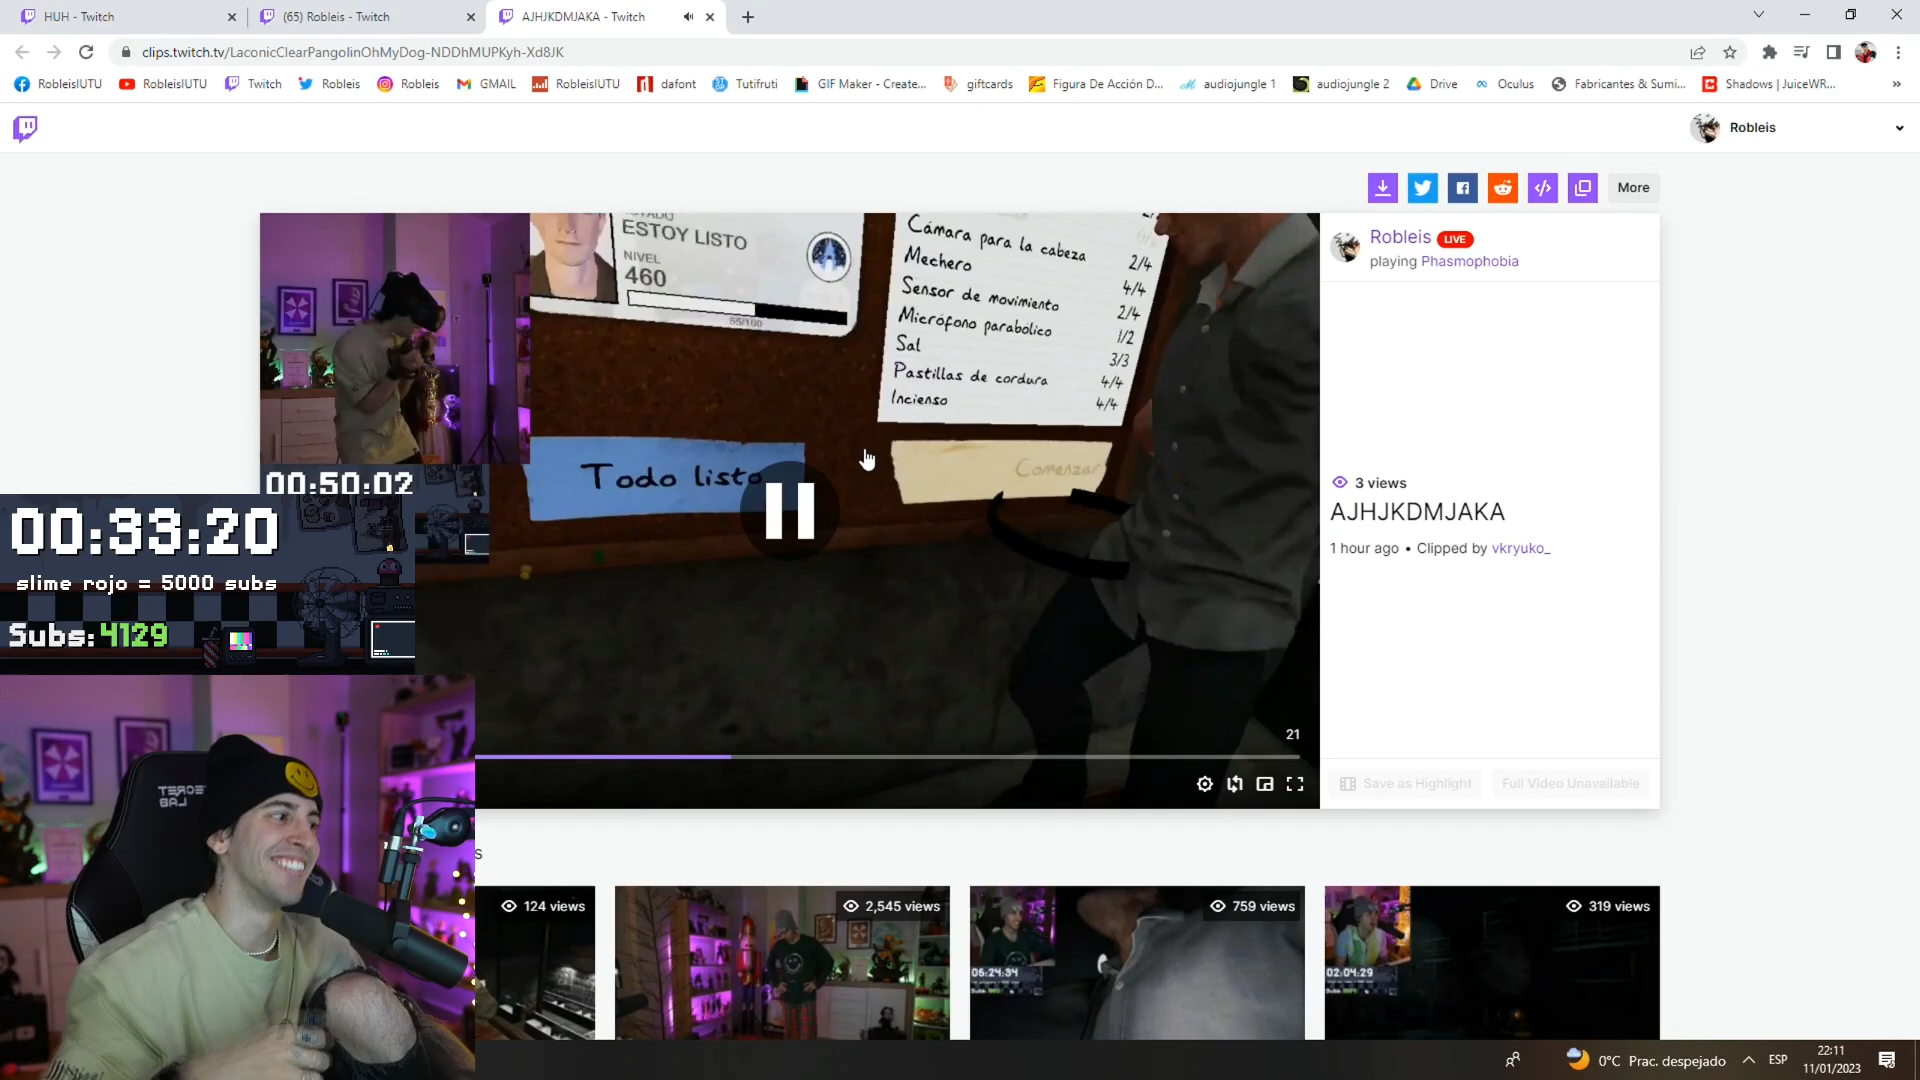 HUH - Twitch
(65) Robleis - Twitch
AJHJKDMJAKA - Twitch
clips.twitch.tv/LaconicClearPangolinOhMyDog-NDDhMUPKyh-Xd8JK
RobleisIUTU
RobleisIUTU
Twitch
Robleis
Robleis
GMAIL
RobleisIUTU
dafont
Tutifruti
GIF Maker - Create...
giftcards
Figura De Acción D...
audiojungle 1
audiojungle 2
Drive
Oculus
Fabricantes & Sumi...
Shadows | JuiceWR...
Robleis
More
ESTOY LISTO
NIVEL
460
55/100
Cámara para la cabeza 2/4
Mechero 4/4
Sensor de movimiento 2/4
Micrófono parabólico 1/2
Sal 3/3
Pastillas de cordura 4/4
Incienso 4/4
Todo listo
Comenzar
Robleis LIVE
playing Phasmophobia
3 views
AJHJKDMJAKA
1 hour ago • Clipped by vkryuko_
Save as Highlight
Full Video Unavailable
21
00:50:02
00:33:20
slime rojo = 5000 subs
Subs:4129
s
124 views
2,545 views
759 views
319 views
06:24:34
02:04:29
0°C Prac. despejado
ESP
22:11
11/01/2023